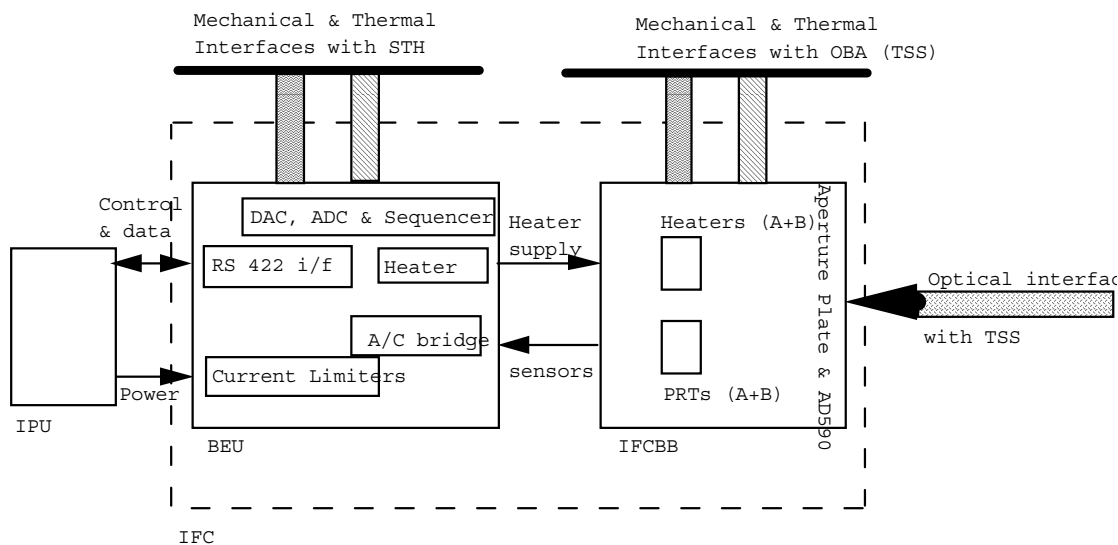 Mechanical & Thermal
Interfaces with STH
Mechanical & Thermal
Interfaces with OBA (TSS)
Control
& data
DAC, ADC & Sequencer
RS 422 i/f
Heater
A/C bridge
Current Limiters
Heater
supply
sensors
Power
Heaters (A+B)
PRTs (A+B)
Aperture Plate & AD590
Optical interfac
with TSS
IPU
BEU
IFCBB
IFC